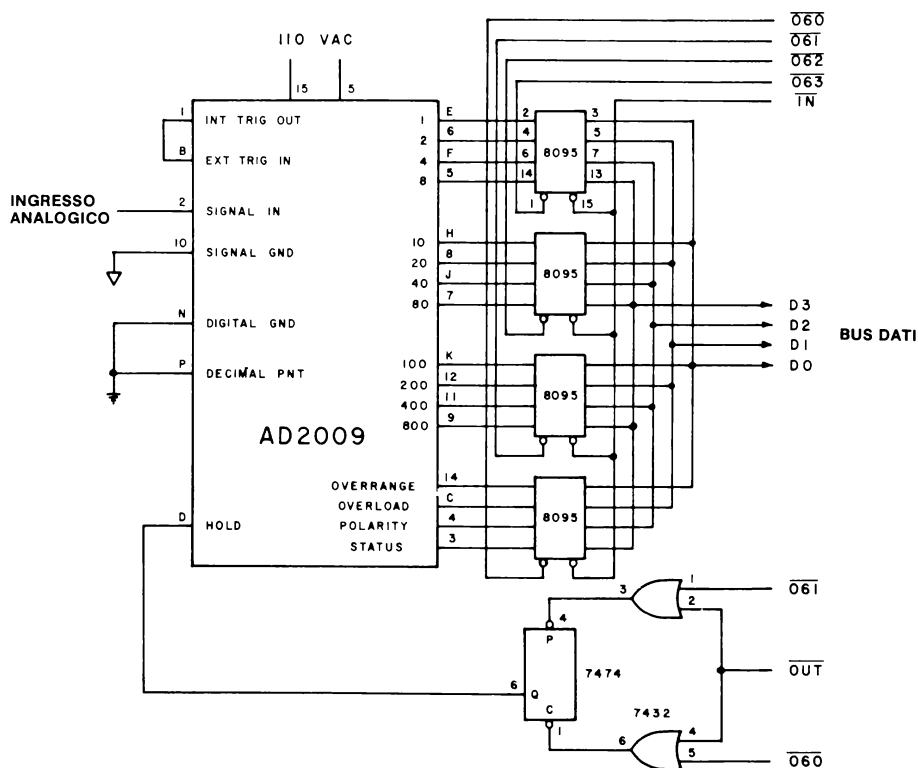 110 VAC
15 5
1 INT TRIG OUT
B EXT TRIG IN
INGRESSO
ANALOGICO
2 SIGNAL IN
10 SIGNAL GND
N DIGITAL GND
P DECIMAL PNT
AD2009
D HOLD
1 E
2 6
4 F
8 5
10 H
20 8
40 J
80 7
100 K
200 12
400 11
800 9
OVERRANGE 14
OVERLOAD C
POLARITY 4
STATUS 3
2 3
4 5
6 7
14 13
8095
1 15
8095
8095
8095
060
061
062
063
IN
D3
D2
D1
D0
BUS DATI
3 1
2
061
4
P
7474
6 Q
C
1
OUT
7432
6 4
5
060